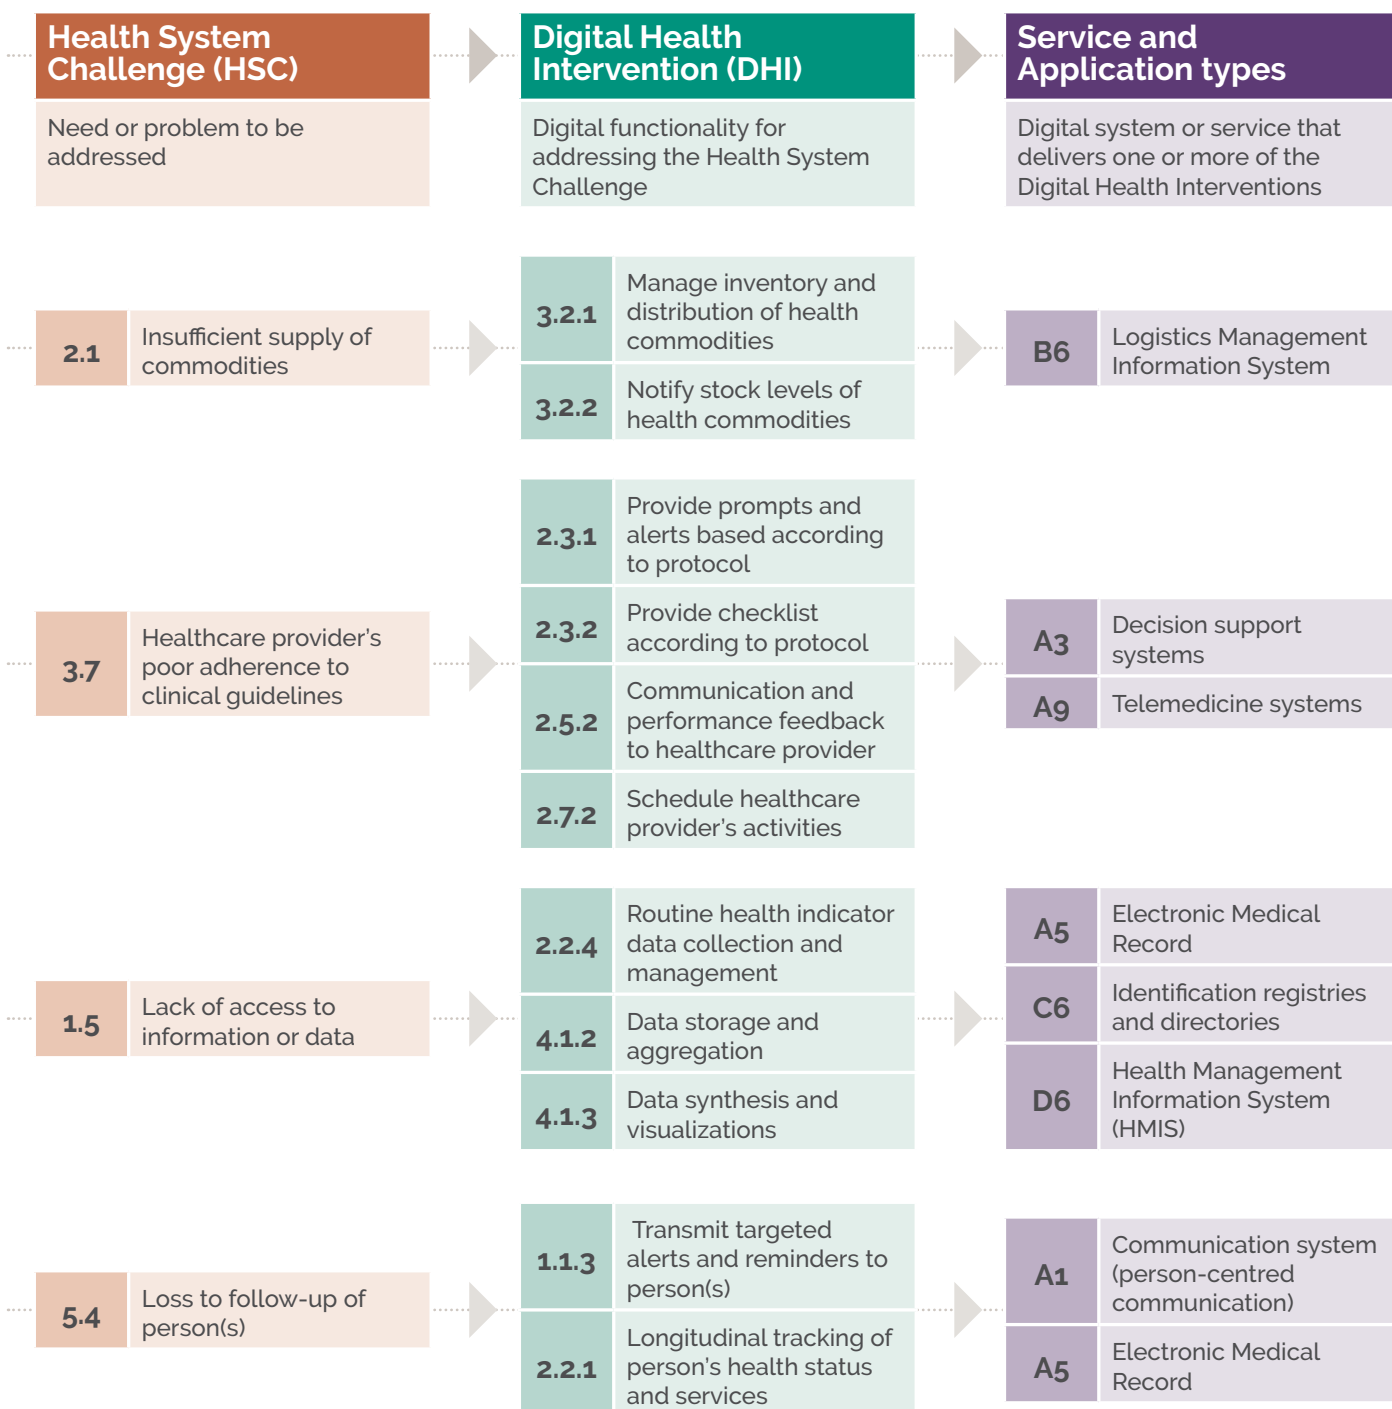 Health System
Challenge (HSC)
Digital Health
Intervention (DHI)
Service and
Application types
Need or problem to be
addressed
Digital functionality for
addressing the Health System
Challenge
Digital system or service that
delivers one or more of the
Digital Health Interventions
2.1
Insufficient supply of
commodities
3.2.1
Manage inventory and
distribution of health
commodities
3.2.2
Notify stock levels of
health commodities
B6
Logistics Management
Information System
3.7
Healthcare provider's
poor adherence to
clinical guidelines
2.3.1
Provide prompts and
alerts based according
to protocol
2.3.2
Provide checklist
according to protocol
2.5.2
Communication and
performance feedback
to healthcare provider
2.7.2
Schedule healthcare
provider's activities
A3
Decision support
systems
A9
Telemedicine systems
1.5
Lack of access to
information or data
2.2.4
Routine health indicator
data collection and
management
4.1.2
Data storage and
aggregation
4.1.3
Data synthesis and
visualizations
A5
Electronic Medical
Record
C6
Identification registries
and directories
D6
Health Management
Information System
(HMIS)
5.4
Loss to follow-up of
person(s)
1.1.3
Transmit targeted
alerts and reminders to
person(s)
2.2.1
Longitudinal tracking of
person's health status
and services
A1
Communication system
(person-centred
communication)
A5
Electronic Medical
Record